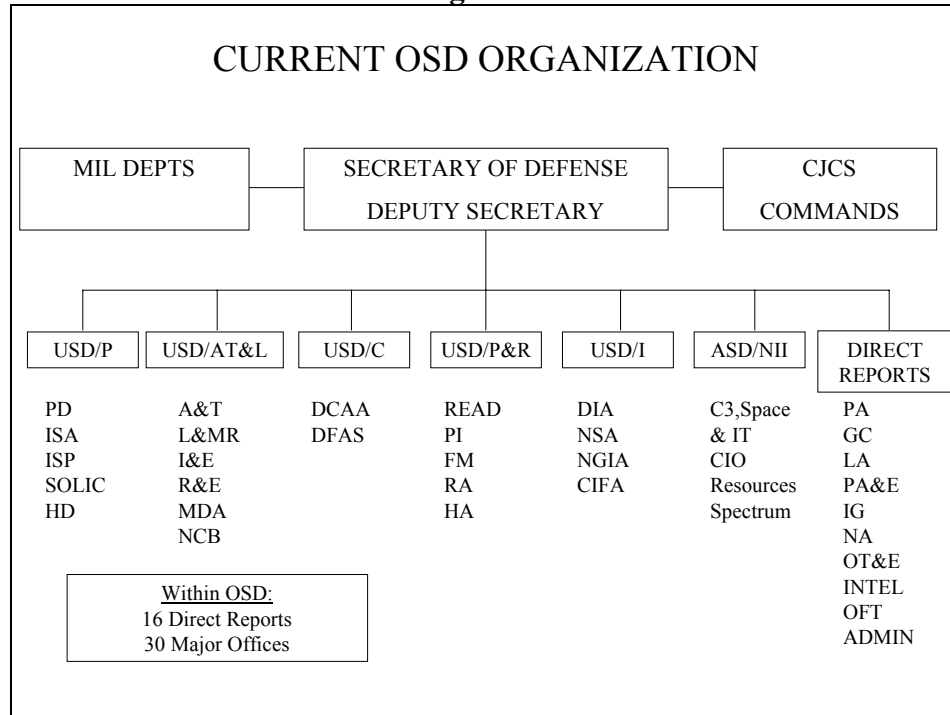 CURRENT OSD ORGANIZATION
MIL DEPTS
SECRETARY OF DEFENSE
DEPUTY SECRETARY
CJCS
COMMANDS
USD/P
PD
ISA
ISP
SOLIC
HD
USD/AT&L
A&T
L&MR
I&E
R&E
MDA
NCB
USD/C
DCAA
DFAS
USD/P&R
READ
PI
FM
RA
HA
USD/I
DIA
NSA
NGIA
CIFA
ASD/NII
C3,Space
& IT
CIO
Resources
Spectrum
DIRECT
REPORTS
PA
GC
LA
PA&E
IG
NA
OT&E
INTEL
OFT
ADMIN
Within OSD:
16 Direct Reports
30 Major Offices